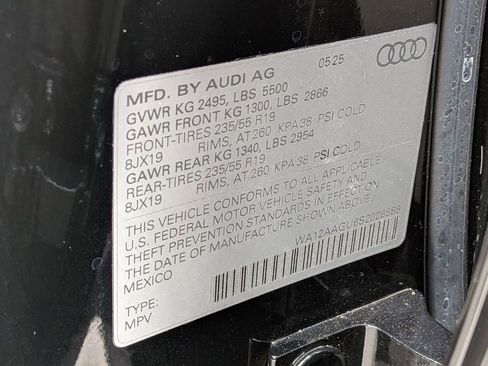 MFD. BY AUDI AG 05.25
GVWR KG 2495, LBS 5500
GAWR FRONT KG 1300, LBS 2866
FRONT-TIRES 235/55 R19
8JX19 RIMS, AT 260 KPA38 PSI COLD
GAWR REAR KG 1340, LBS 2954
REAR-TIRES 235/55 R19
8JX19 RIMS, AT 260 KPA38 PSI COLD
THIS VEHICLE CONFORMS TO ALL APPLICABLE
U.S. FEDERAL MOTOR VEHICLE SAFETY AND
THEFT PREVENTION STANDARDS IN EFFECT ON
THE DATE OF MANUFACTURE SHOWN ABOVE.
MEXICO WA12AAGU6S2028989
TYPE:
MPV